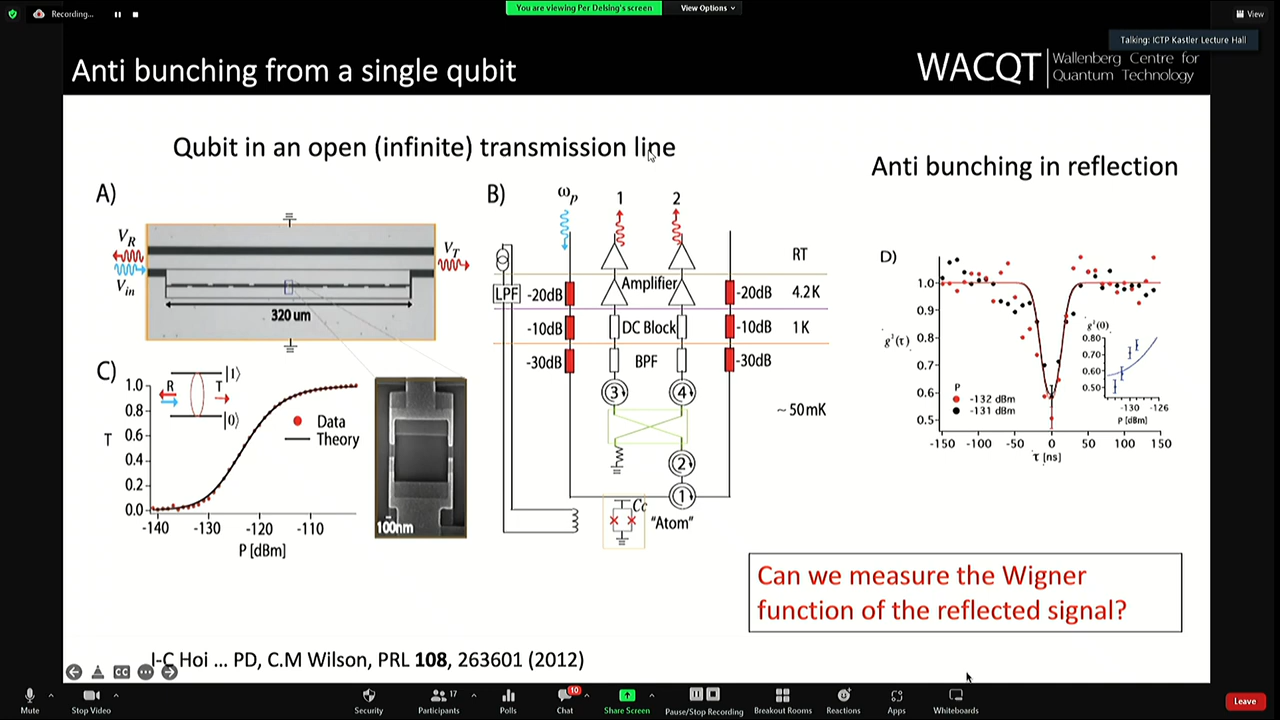 Recording...
You are viewing Per Delsing's screen
View Options
View
Talking: ICTP Kastler Lecture Hall
Anti bunching from a single qubit
WACQT
Wallenberg Centre for
Quantum Technology
Qubit in an open (infinite) transmission line
Anti bunching in reflection
A)
V_R
V_in
V_T
320 um
B)
ω_p
1
2
RT
Amplifier
LPF
-20dB
-20dB
4.2K
-10dB
DC Block
-10dB
1 K
-30dB
BPF
-30dB
3
4
~ 50mK
2
1
Cc
"Atom"
C)
|1⟩
R
T
|0⟩
1.0
0.8
0.6
0.4
0.2
0.0
T
Data
Theory
-140
-130
-120
-110
P [dBm]
100nm
D)
1.0
0.9
0.8
0.7
0.6
0.5
g²(τ)
P
-132 dBm
-131 dBm
g²(0)
0.80
0.70
0.60
0.50
-130
-126
P [dBm]
-150
-100
-50
0
50
100
150
τ [ns]
Can we measure the Wigner
function of the reflected signal?
I-C Hoi ... PD, C.M Wilson, PRL 108, 263601 (2012)
CC
17
10
Mute
Stop Video
Security
Participants
Polls
Chat
Share Screen
Pause/Stop Recording
Breakout Rooms
Reactions
Apps
Whiteboards
Leave